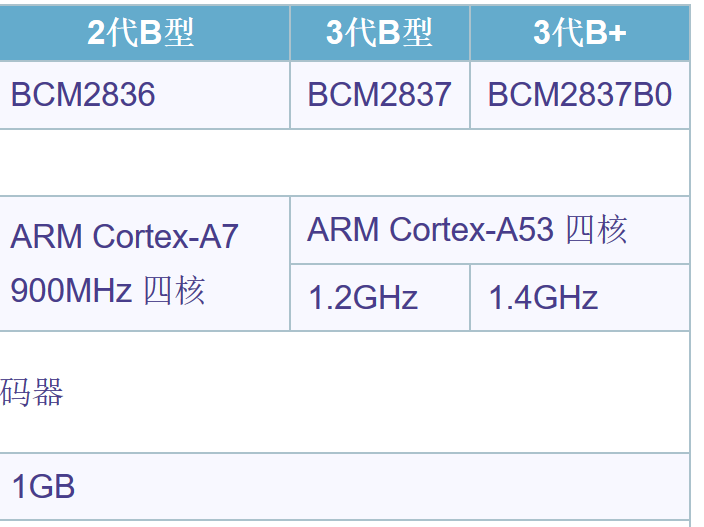 2代B型 3代B型 3代B+
BCM2836 BCM2837 BCM2837B0
ARM Cortex-A7 ARM Cortex-A53 四核
900MHz 四核 1.2GHz 1.4GHz
码器
1GB